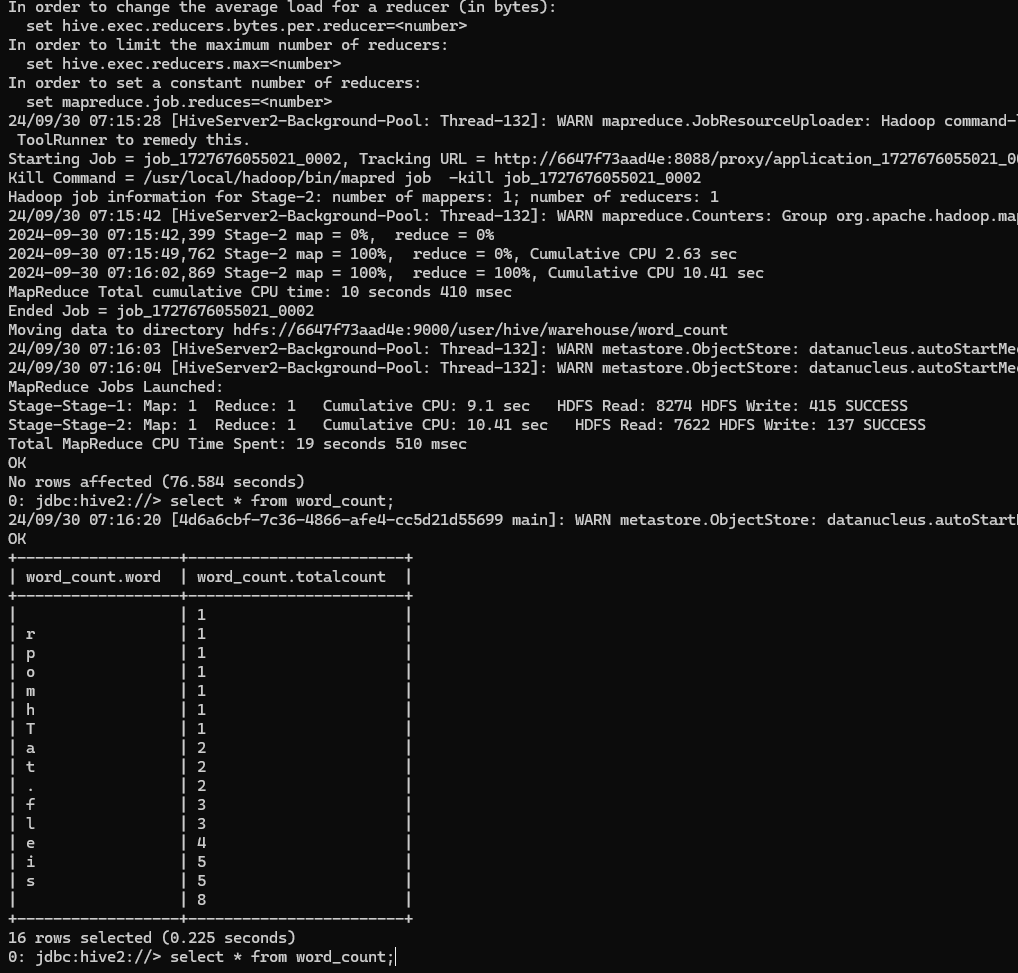 In order to change the average load for a reducer (in bytes):
  set hive.exec.reducers.bytes.per.reducer=<number>
In order to limit the maximum number of reducers:
  set hive.exec.reducers.max=<number>
In order to set a constant number of reducers:
  set mapreduce.job.reduces=<number>
24/09/30 07:15:28 [HiveServer2-Background-Pool: Thread-132]: WARN mapreduce.JobResourceUploader: Hadoop command-
 ToolRunner to remedy this.
Starting Job = job_1727676055021_0002, Tracking URL = http://6647f73aad4e:8088/proxy/application_1727676055021_0
Kill Command = /usr/local/hadoop/bin/mapred job  -kill job_1727676055021_0002
Hadoop job information for Stage-2: number of mappers: 1; number of reducers: 1
24/09/30 07:15:42 [HiveServer2-Background-Pool: Thread-132]: WARN mapreduce.Counters: Group org.apache.hadoop.map
2024-09-30 07:15:42,399 Stage-2 map = 0%,  reduce = 0%
2024-09-30 07:15:49,762 Stage-2 map = 100%,  reduce = 0%, Cumulative CPU 2.63 sec
2024-09-30 07:16:02,869 Stage-2 map = 100%,  reduce = 100%, Cumulative CPU 10.41 sec
MapReduce Total cumulative CPU time: 10 seconds 410 msec
Ended Job = job_1727676055021_0002
Moving data to directory hdfs://6647f73aad4e:9000/user/hive/warehouse/word_count
24/09/30 07:16:03 [HiveServer2-Background-Pool: Thread-132]: WARN metastore.ObjectStore: datanucleus.autoStartMe
24/09/30 07:16:04 [HiveServer2-Background-Pool: Thread-132]: WARN metastore.ObjectStore: datanucleus.autoStartMe
MapReduce Jobs Launched:
Stage-Stage-1: Map: 1  Reduce: 1   Cumulative CPU: 9.1 sec   HDFS Read: 8274 HDFS Write: 415 SUCCESS
Stage-Stage-2: Map: 1  Reduce: 1   Cumulative CPU: 10.41 sec   HDFS Read: 7622 HDFS Write: 137 SUCCESS
Total MapReduce CPU Time Spent: 19 seconds 510 msec
OK
No rows affected (76.584 seconds)
0: jdbc:hive2://> select * from word_count;
24/09/30 07:16:20 [4d6a6cbf-7c36-4866-afe4-cc5d21d55699 main]: WARN metastore.ObjectStore: datanucleus.autoStart
OK
+------------------+------------------------+
| word_count.word  | word_count.totalcount  |
+------------------+------------------------+
|                  | 1                      |
| r                | 1                      |
| p                | 1                      |
| o                | 1                      |
| m                | 1                      |
| h                | 1                      |
| T                | 1                      |
| a                | 2                      |
| t                | 2                      |
| .                | 2                      |
| f                | 3                      |
| l                | 3                      |
| e                | 4                      |
| i                | 5                      |
| s                | 5                      |
|                  | 8                      |
+------------------+------------------------+
16 rows selected (0.225 seconds)
0: jdbc:hive2://> select * from word_count;